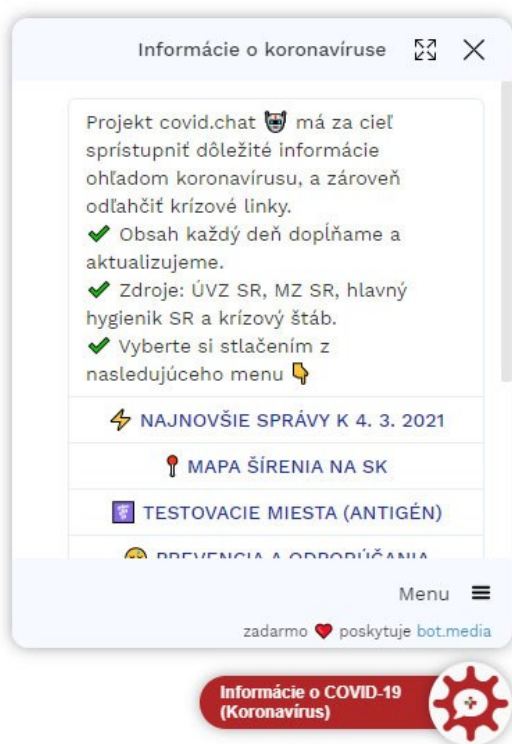 Informácie o koronavíruse
Projekt covid.chat má za cieľ
sprístupniť dôležité informácie
ohľadom koronavírusu, a zároveň
odľahčiť krízové linky.
Obsah každý deň dopĺňame a
aktualizujeme.
Zdroje: ÚVZ SR, MZ SR, hlavný
hygienik SR a krízový štáb.
Vyberte si stlačením z
nasledujúceho menu
NAJNOVŠIE SPRÁVY K 4. 3. 2021
MAPA ŠÍRENIA NA SK
TESTOVACIE MIESTA (ANTIGÉN)
PREVENCIA A ODPORÚČANIA
Menu
zadarmo ❤ poskytuje bot.media
Informácie o COVID-19
(Koronavírus)